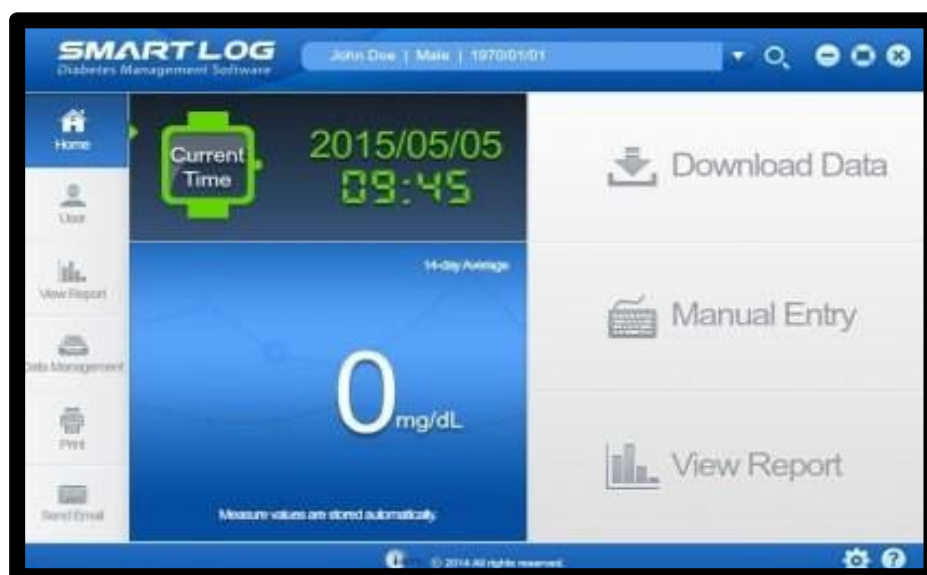 SMART LOG
Diabetes Management Software
John Doe | Male | 1970/01/01
Home
User
View Report
Data Management
Print
Send Email
Current
Time
2015/05/05
09:45
14-day Average
0 mg/dL
Measure values are stored automatically.
Download Data
Manual Entry
View Report
© 2014 All rights reserved.